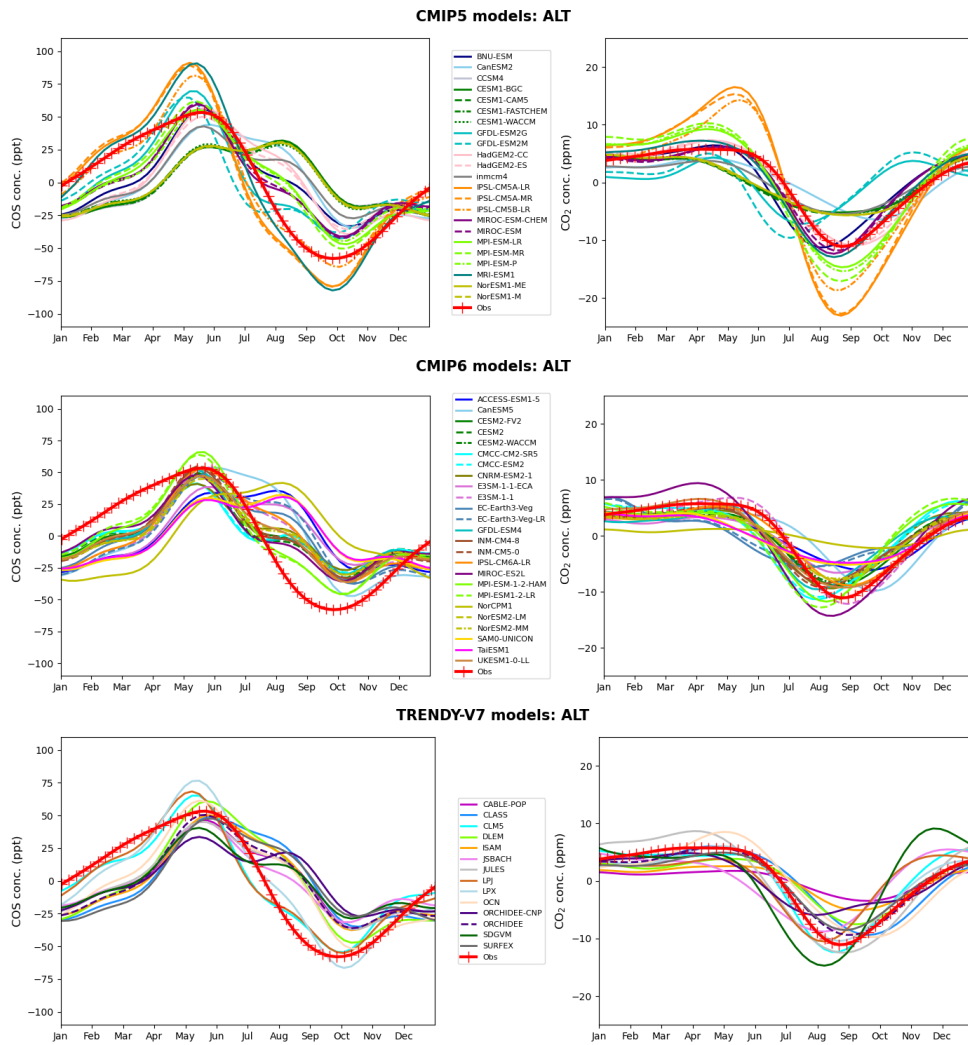 CMIP5 models: ALT
COS conc. (ppt)
100
75
50
25
0
−25
−50
−75
−100
Jan Feb Mar Apr May Jun Jul Aug Sep Oct Nov Dec
BNU-ESM
CanESM2
CCSM4
CESM1-BGC
CESM1-CAM5
CESM1-FASTCHEM
CESM1-WACCM
GFDL-ESM2G
GFDL-ESM2M
HadGEM2-CC
HadGEM2-ES
inmcm4
IPSL-CM5A-LR
IPSL-CM5A-MR
IPSL-CM5B-LR
MIROC-ESM-CHEM
MIROC-ESM
MPI-ESM-LR
MPI-ESM-MR
MPI-ESM-P
MRI-ESM1
NorESM1-ME
NorESM1-M
Obs
CO₂ conc. (ppm)
20
10
0
−10
−20
Jan Feb Mar Apr May Jun Jul Aug Sep Oct Nov Dec
CMIP6 models: ALT
COS conc. (ppt)
100
75
50
25
0
−25
−50
−75
−100
Jan Feb Mar Apr May Jun Jul Aug Sep Oct Nov Dec
ACCESS-ESM1-5
CanESM5
CESM2-FV2
CESM2
CESM2-WACCM
CMCC-CM2-SR5
CMCC-ESM2
CNRM-ESM2-1
E3SM-1-1-ECA
E3SM-1-1
EC-Earth3-Veg
EC-Earth3-Veg-LR
GFDL-ESM4
INM-CM4-8
INM-CM5-0
IPSL-CM6A-LR
MIROC-ES2L
MPI-ESM-1-2-HAM
MPI-ESM1-2-LR
NorCPM1
NorESM2-LM
NorESM2-MM
SAM0-UNICON
TaiESM1
UKESM1-0-LL
Obs
CO₂ conc. (ppm)
20
10
0
−10
−20
Jan Feb Mar Apr May Jun Jul Aug Sep Oct Nov Dec
TRENDY-V7 models: ALT
COS conc. (ppt)
100
75
50
25
0
−25
−50
−75
−100
Jan Feb Mar Apr May Jun Jul Aug Sep Oct Nov Dec
CABLE-POP
CLASS
CLM5
DLEM
ISAM
JSBACH
JULES
LPJ
LPX
OCN
ORCHIDEE-CNP
ORCHIDEE
SDGVM
SURFEX
Obs
CO₂ conc. (ppm)
20
10
0
−10
−20
Jan Feb Mar Apr May Jun Jul Aug Sep Oct Nov Dec